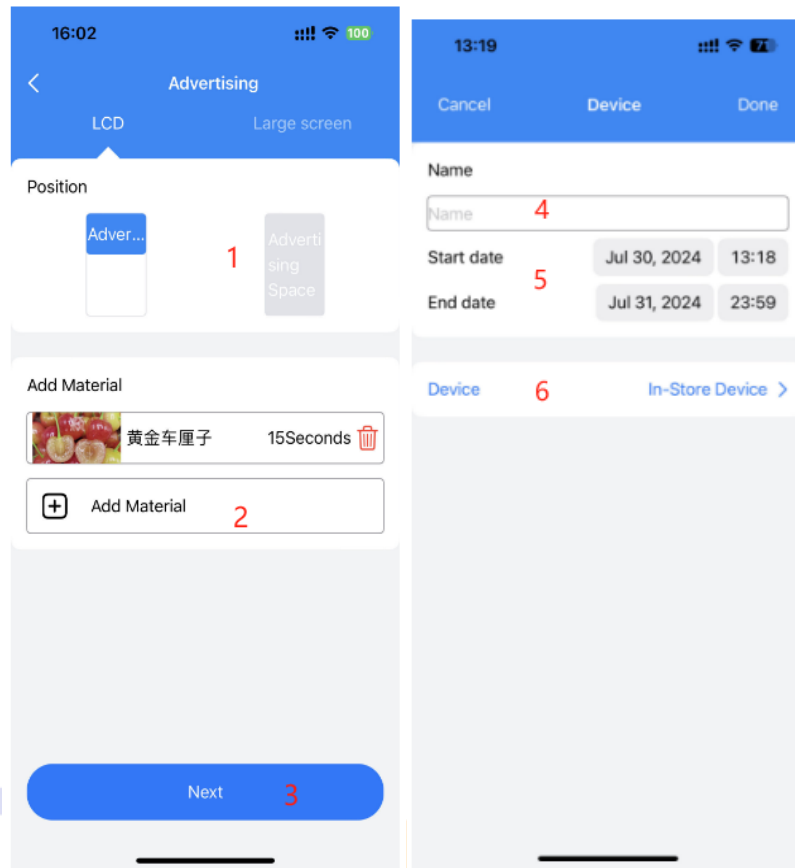 16:02
100
Advertising
LCD
Large screen
Position
Adver...
1
Adverti
sing
Space
Add Material
黄金车厘子
15Seconds
Add Material
2
Next
3
13:19
Cancel
Device
Done
Name
Name
4
Start date
Jul 30, 2024
13:18
5
End date
Jul 31, 2024
23:59
Device
6
In-Store Device